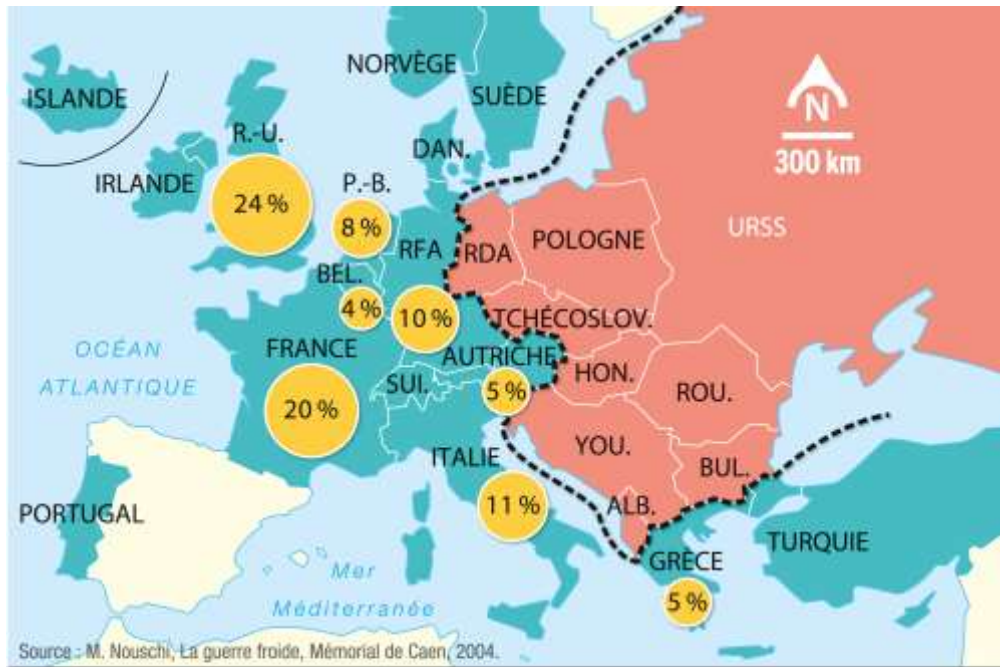 NORVÈGE
ISLANDE
SUÈDE
N
300 km
R.-U.
DAN.
IRLANDE
P.-B.
24 %
8 %
URSS
POLOGNE
RFA
RDA
BEL.
4 %
10 %
TCHÉCOSLOV.
OCÉAN
ATLANTIQUE
FRANCE
AUTRICHE
SUI.
HON.
5 %
ROU.
20 %
YOU.
ITALIE
BUL.
11 %
ALB.
PORTUGAL
TURQUIE
GRÈCE
Mer
Méditerranée
5 %
Source : M. Nouschi, La guerre froide, Mémorial de Caen, 2004.